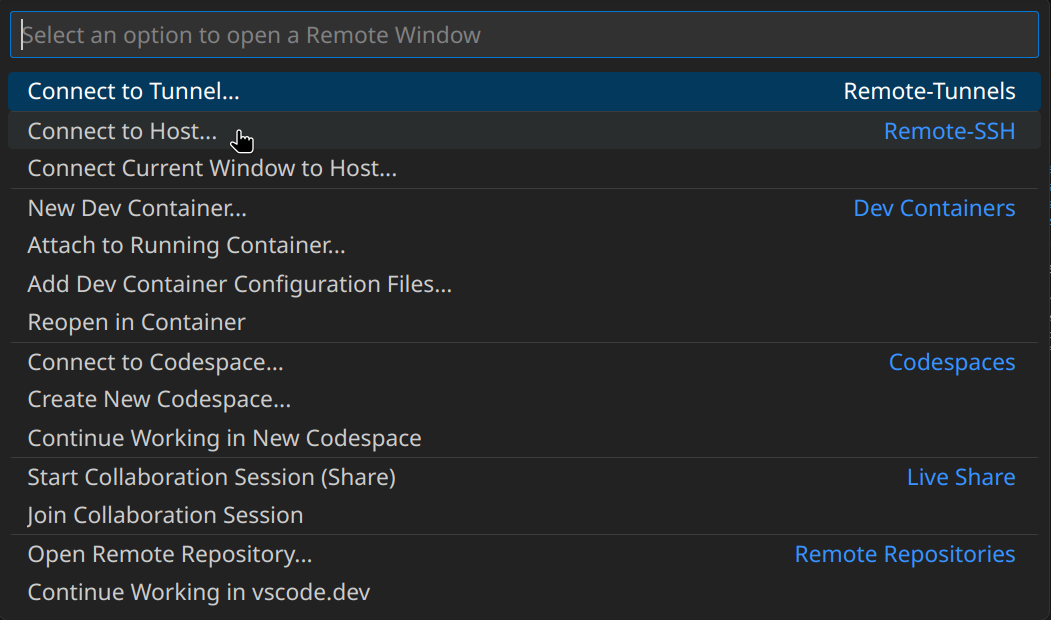 Select an option to open a Remote Window
Connect to Tunnel... Remote-Tunnels
Connect to Host... Remote-SSH
Connect Current Window to Host...
New Dev Container... Dev Containers
Attach to Running Container...
Add Dev Container Configuration Files...
Reopen in Container
Connect to Codespace... Codespaces
Create New Codespace...
Continue Working in New Codespace
Start Collaboration Session (Share) Live Share
Join Collaboration Session
Open Remote Repository... Remote Repositories
Continue Working in vscode.dev